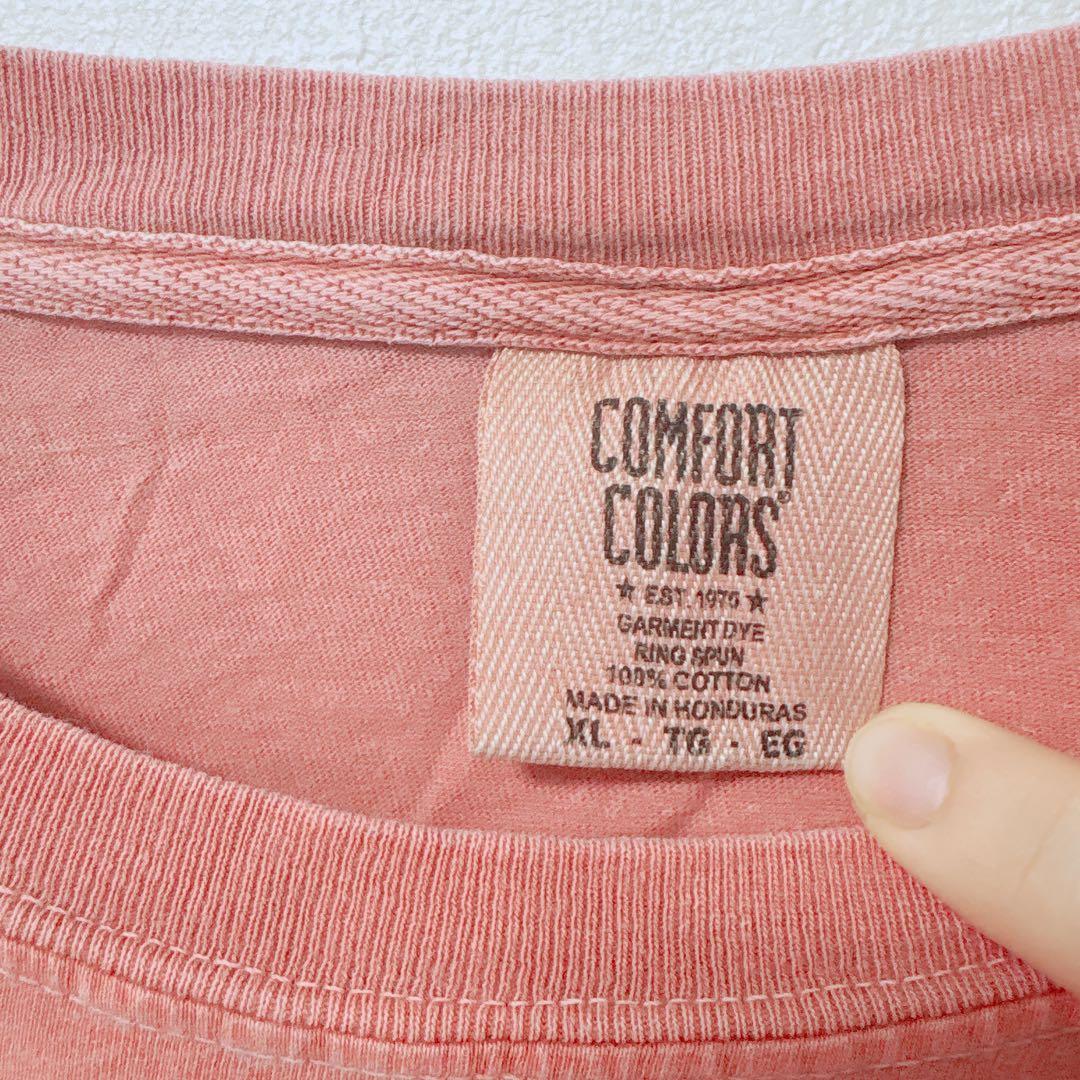 COMFORT
COLORS®
★ EST. 1975 ★
GARMENT DYE
RING SPUN
100% COTTON
MADE IN HONDURAS
XL - TG - EG